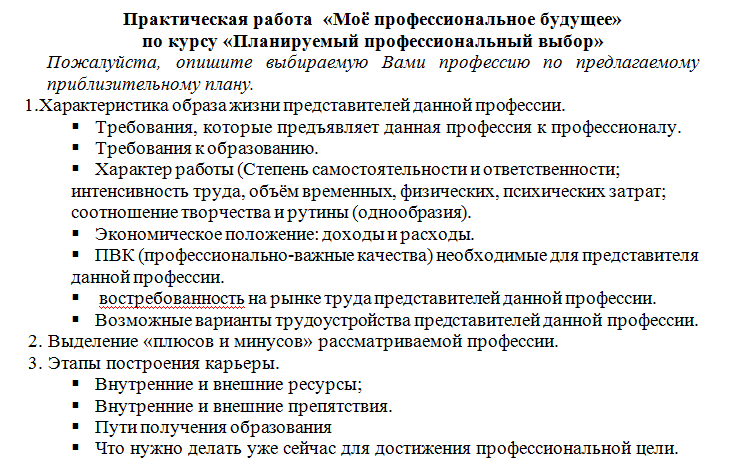 Практическая работа «Моё профессиональное будущее»
по курсу «Планируемый профессиональный выбор»
Пожалуйста, опишите выбираемую Вами профессию по предлагаемому
приблизительному плану.
1.Характеристика образа жизни представителей данной профессии.
▪ Требования, которые предъявляет данная профессия к профессионалу.
▪ Требования к образованию.
▪ Характер работы (Степень самостоятельности и ответственности;
интенсивность труда, объём временных, физических, психических затрат;
соотношение творчества и рутины (однообразия).
▪ Экономическое положение: доходы и расходы.
▪ ПВК (профессионально-важные качества) необходимые для представителя
данной профессии.
▪ востребованность на рынке труда представителей данной профессии.
▪ Возможные варианты трудоустройства представителей данной профессии.
2. Выделение «плюсов и минусов» рассматриваемой профессии.
3. Этапы построения карьеры.
▪ Внутренние и внешние ресурсы;
▪ Внутренние и внешние препятствия.
▪ Пути получения образования
▪ Что нужно делать уже сейчас для достижения профессиональной цели.